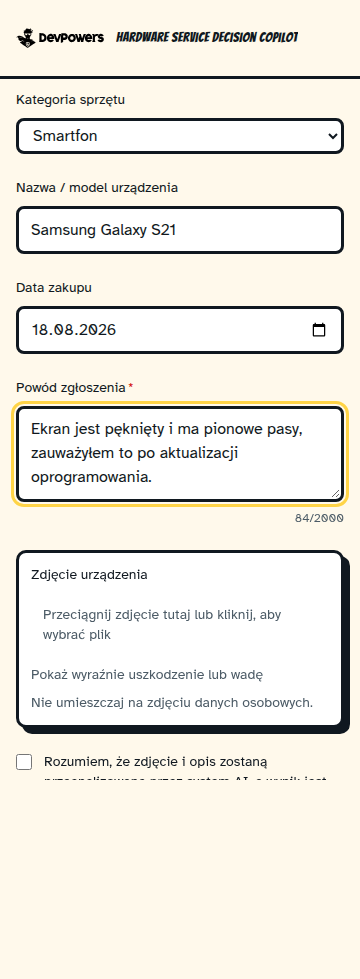 DevPowers HARDWARE SERVICE DECISION COPILOT
Kategoria sprzętu
Smartfon
Nazwa / model urządzenia
Samsung Galaxy S21
Data zakupu
18.08.2026
Powód zgłoszenia *
Ekran jest pęknięty i ma pionowe pasy,
zauważyłem to po aktualizacji
oprogramowania.
84/2000
Zdjęcie urządzenia
Przeciągnij zdjęcie tutaj lub kliknij, aby
wybrać plik
Pokaż wyraźnie uszkodzenie lub wadę
Nie umieszczaj na zdjęciu danych osobowych.
Rozumiem, że zdjęcie i opis zostaną